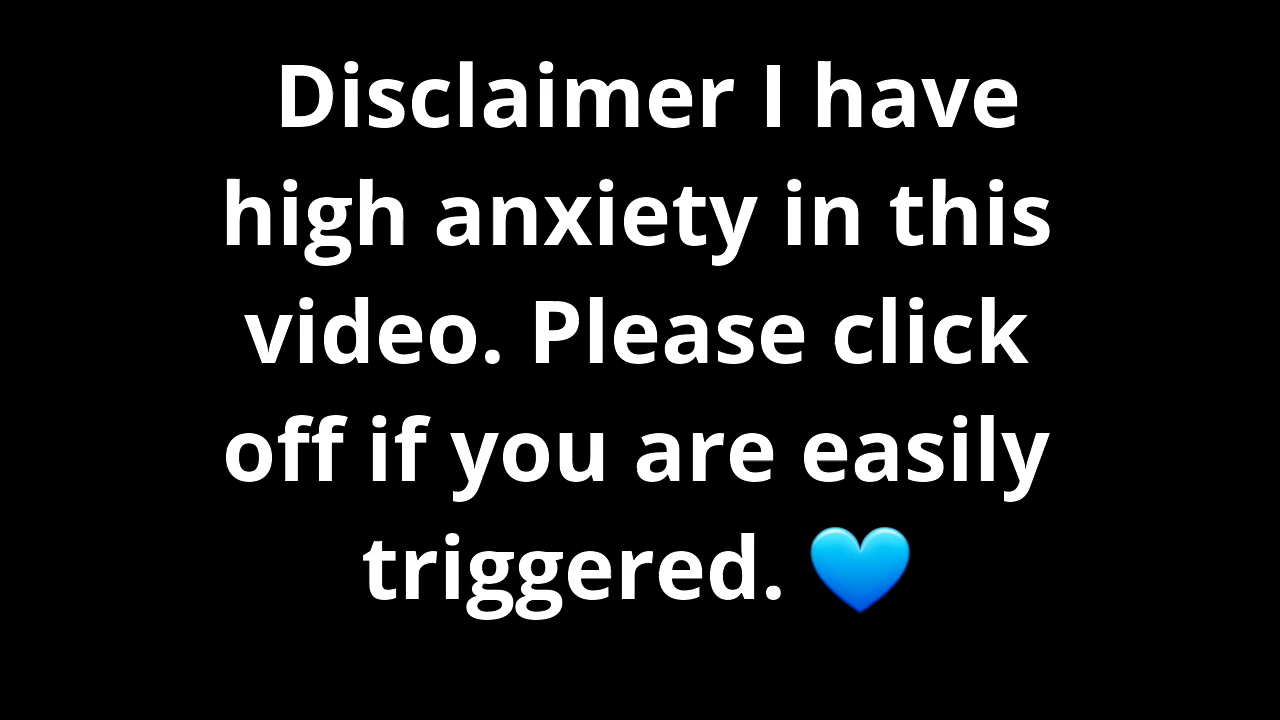 Disclaimer I have
high anxiety in this
video. Please click
off if you are easily
triggered. 💙